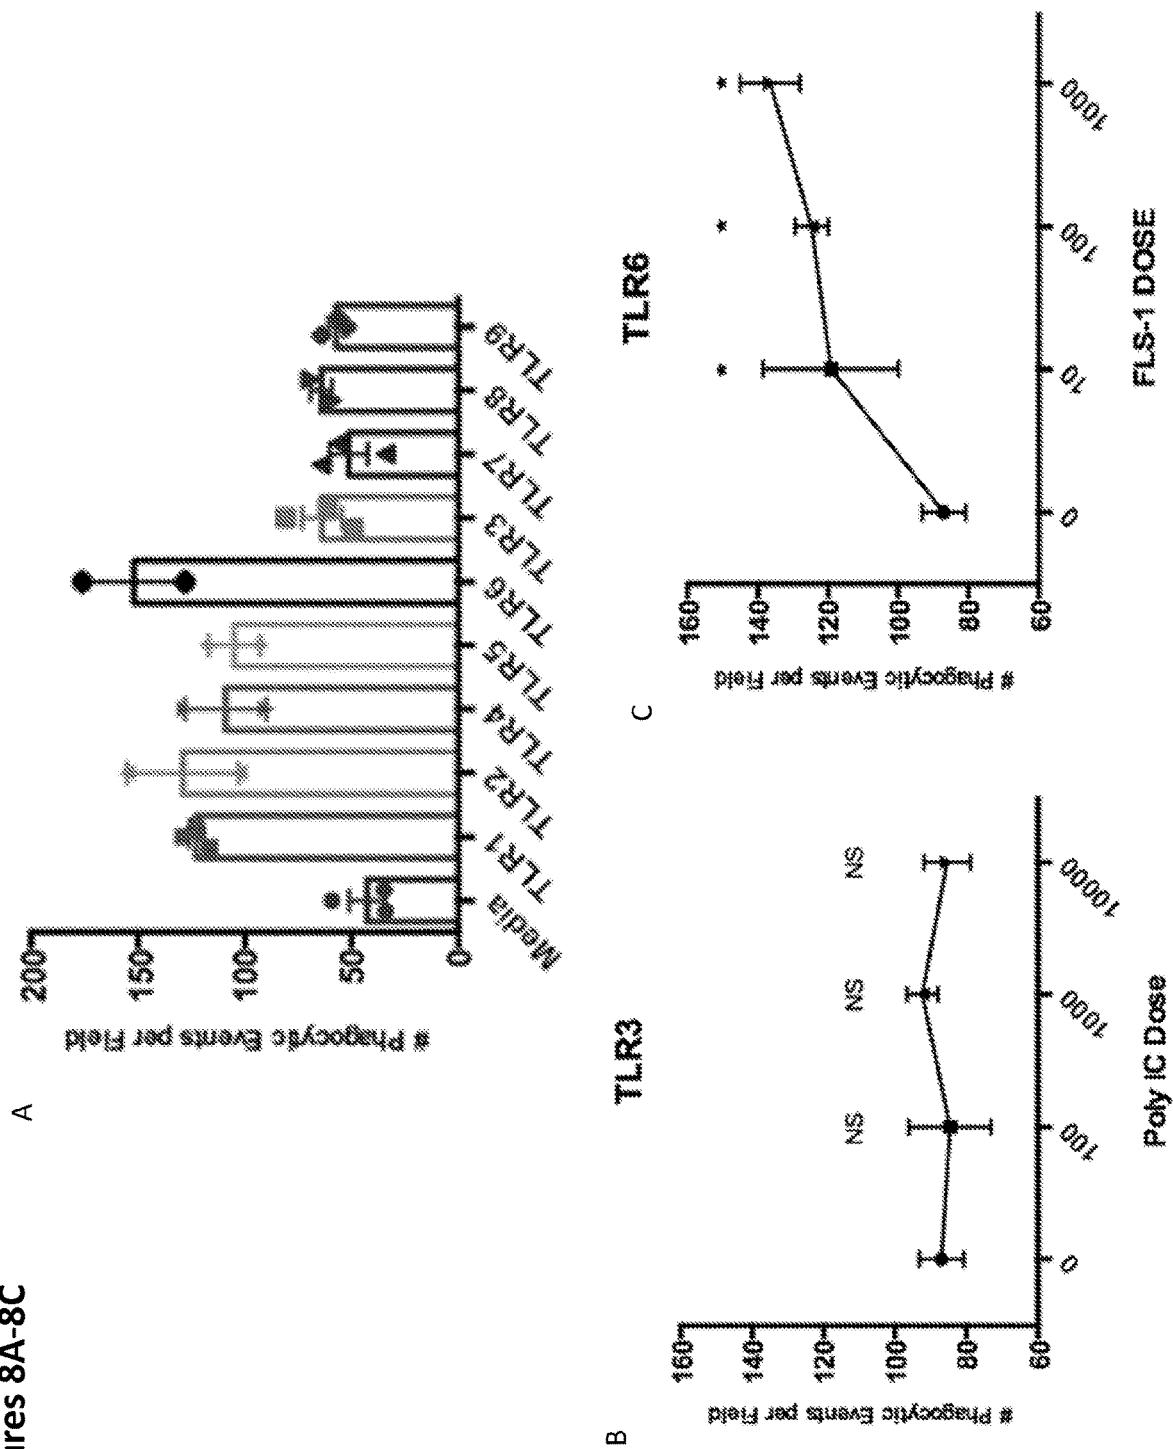 ures 8A-8C
A
# Phagocytic Events per Field
200
150
100
50
0
Media
TLR1
TLR2
TLR4
TLR5
TLR6
TLR3
TLR7
TLR8
TLR9
B
TLR3
# Phagocytic Events per Field
160
140
120
100
80
60
NS
NS
NS
0
100
1000
10000
Poly IC Dose
C
TLR6
# Phagocytic Events per Field
160
140
120
100
80
60
* * *
0
10
100
1000
FLS-1 DOSE